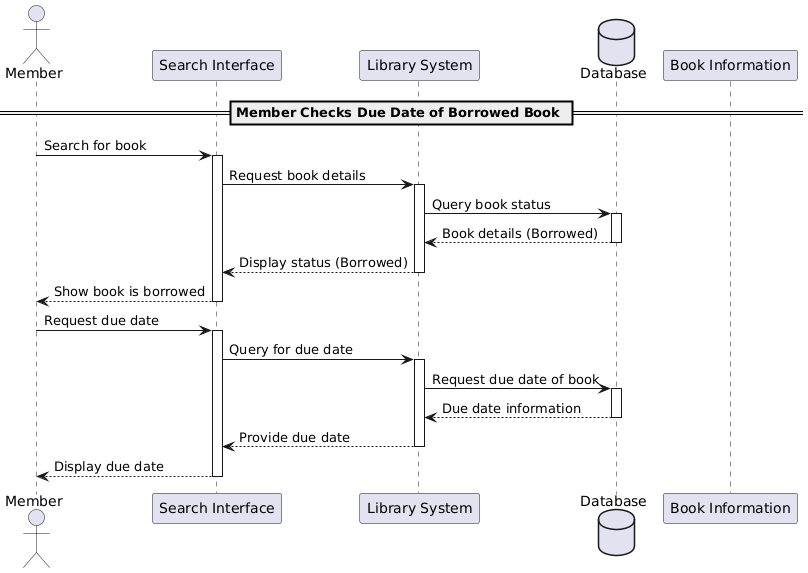 Member
Search Interface
Library System
Database
Book Information
Member Checks Due Date of Borrowed Book
Search for book
Request book details
Query book status
Book details (Borrowed)
Display status (Borrowed)
Show book is borrowed
Request due date
Query for due date
Request due date of book
Due date information
Provide due date
Display due date
Member
Search Interface
Library System
Database
Book Information